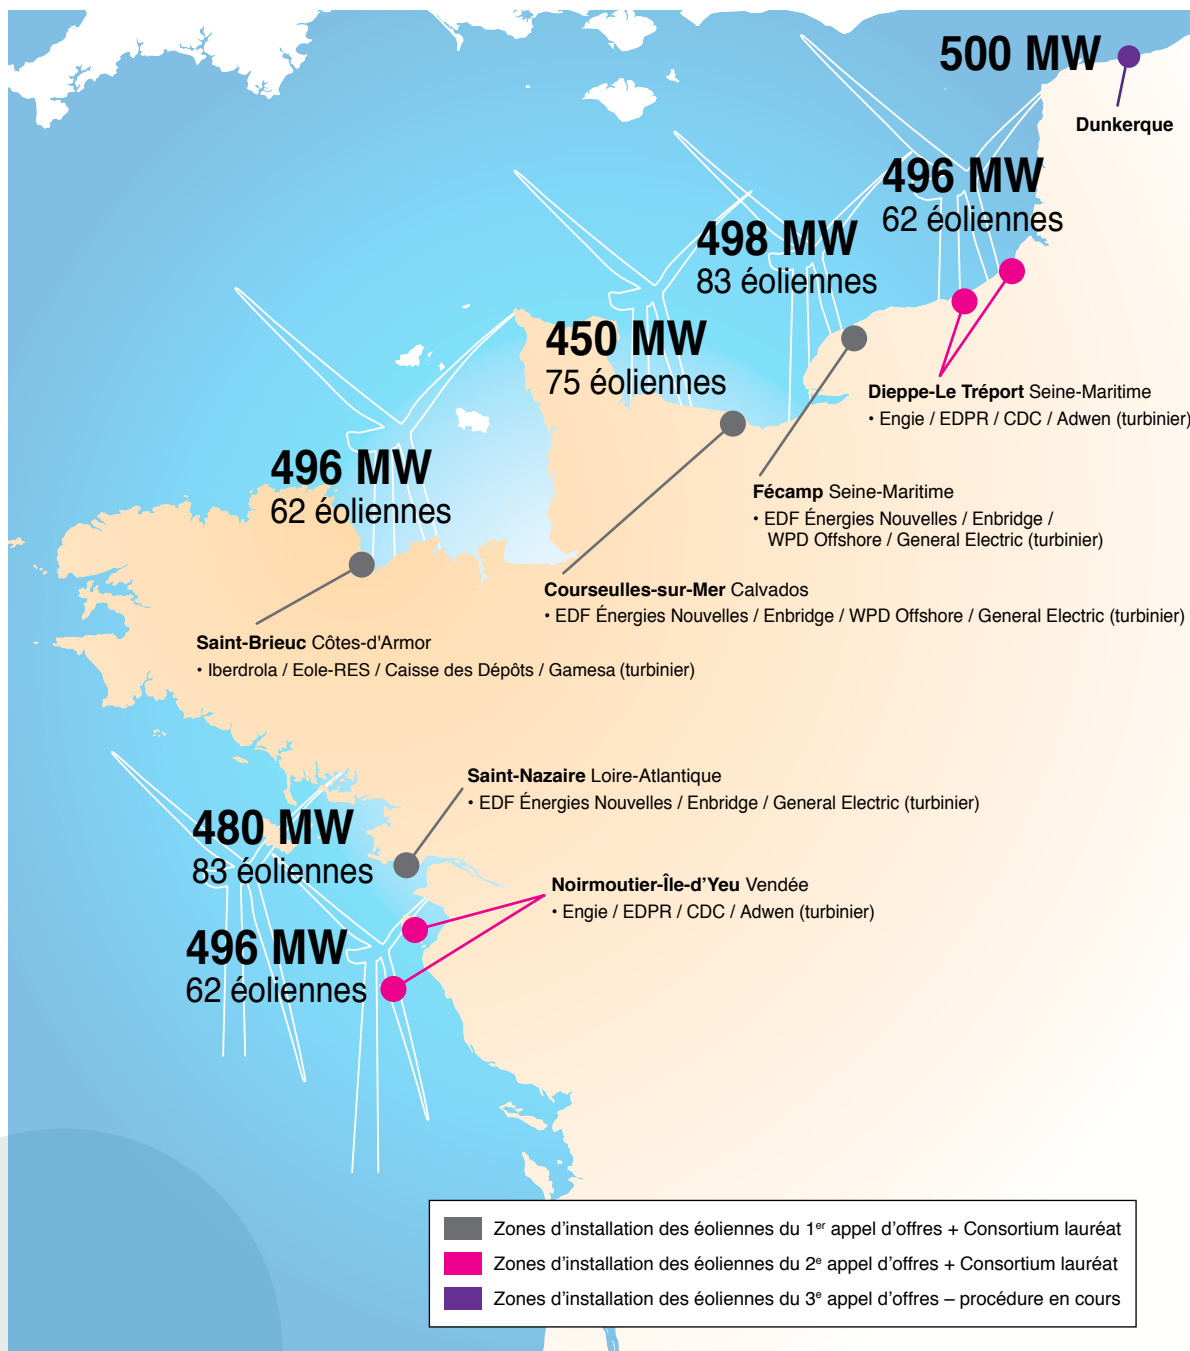 500 MW
Dunkerque
496 MW
62 éoliennes
498 MW
83 éoliennes
450 MW
75 éoliennes
Dieppe-Le Tréport Seine-Maritime
• Engie / EDPR / CDC / Adwen (turbinier)
496 MW
62 éoliennes
Fécamp Seine-Maritime
• EDF Énergies Nouvelles / Enbridge /
WPD Offshore / General Electric (turbinier)
Courseulles-sur-Mer Calvados
• EDF Énergies Nouvelles / Enbridge / WPD Offshore / General Electric (turbinier)
Saint-Brieuc Côtes-d'Armor
• Iberdrola / Eole-RES / Caisse des Dépôts / Gamesa (turbinier)
Saint-Nazaire Loire-Atlantique
• EDF Énergies Nouvelles / Enbridge / General Electric (turbinier)
480 MW
83 éoliennes
Noirmoutier-Île-d’Yeu Vendée
• Engie / EDPR / CDC / Adwen (turbinier)
496 MW
62 éoliennes
Zones d’installation des éoliennes du 1er appel d’offres + Consortium lauréat
Zones d’installation des éoliennes du 2e appel d’offres + Consortium lauréat
Zones d’installation des éoliennes du 3e appel d’offres – procédure en cours